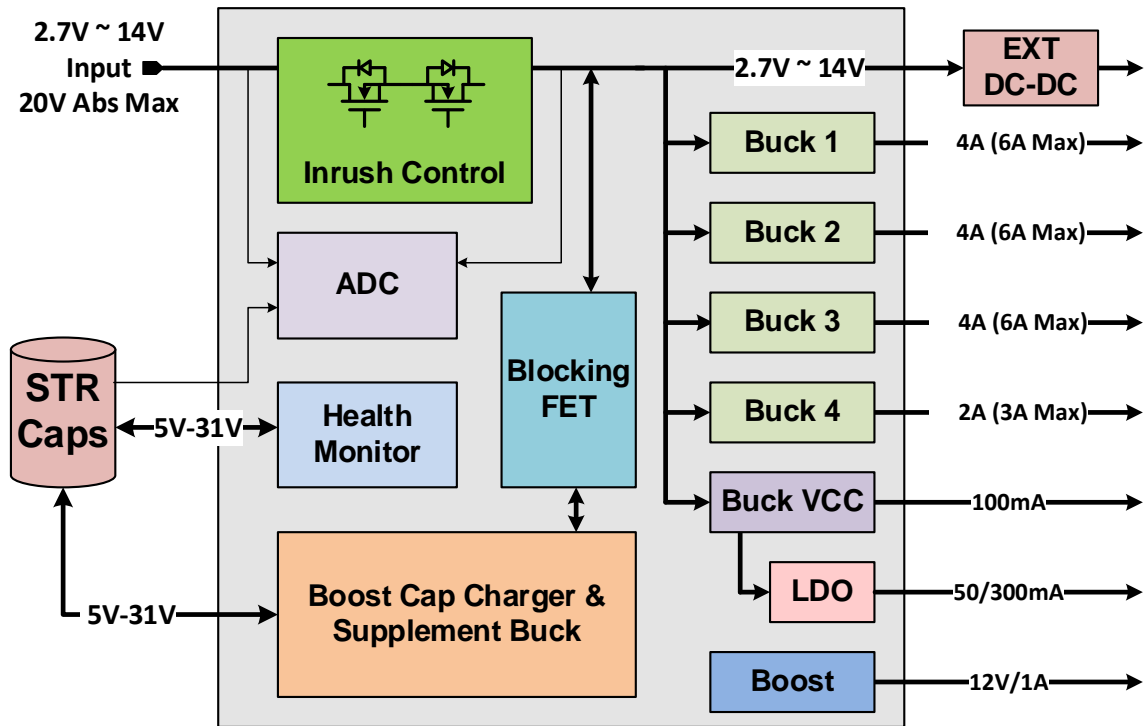 2.7V ~ 14V
Input
20V Abs Max
Inrush Control
2.7V ~ 14V
EXT
DC-DC
Buck 1
4A (6A Max)
Buck 2
4A (6A Max)
ADC
Buck 3
4A (6A Max)
Blocking
FET
STR
Caps
5V-31V
Health
Monitor
Buck 4
2A (3A Max)
Buck VCC
100mA
LDO
50/300mA
5V-31V
Boost Cap Charger &
Supplement Buck
Boost
12V/1A